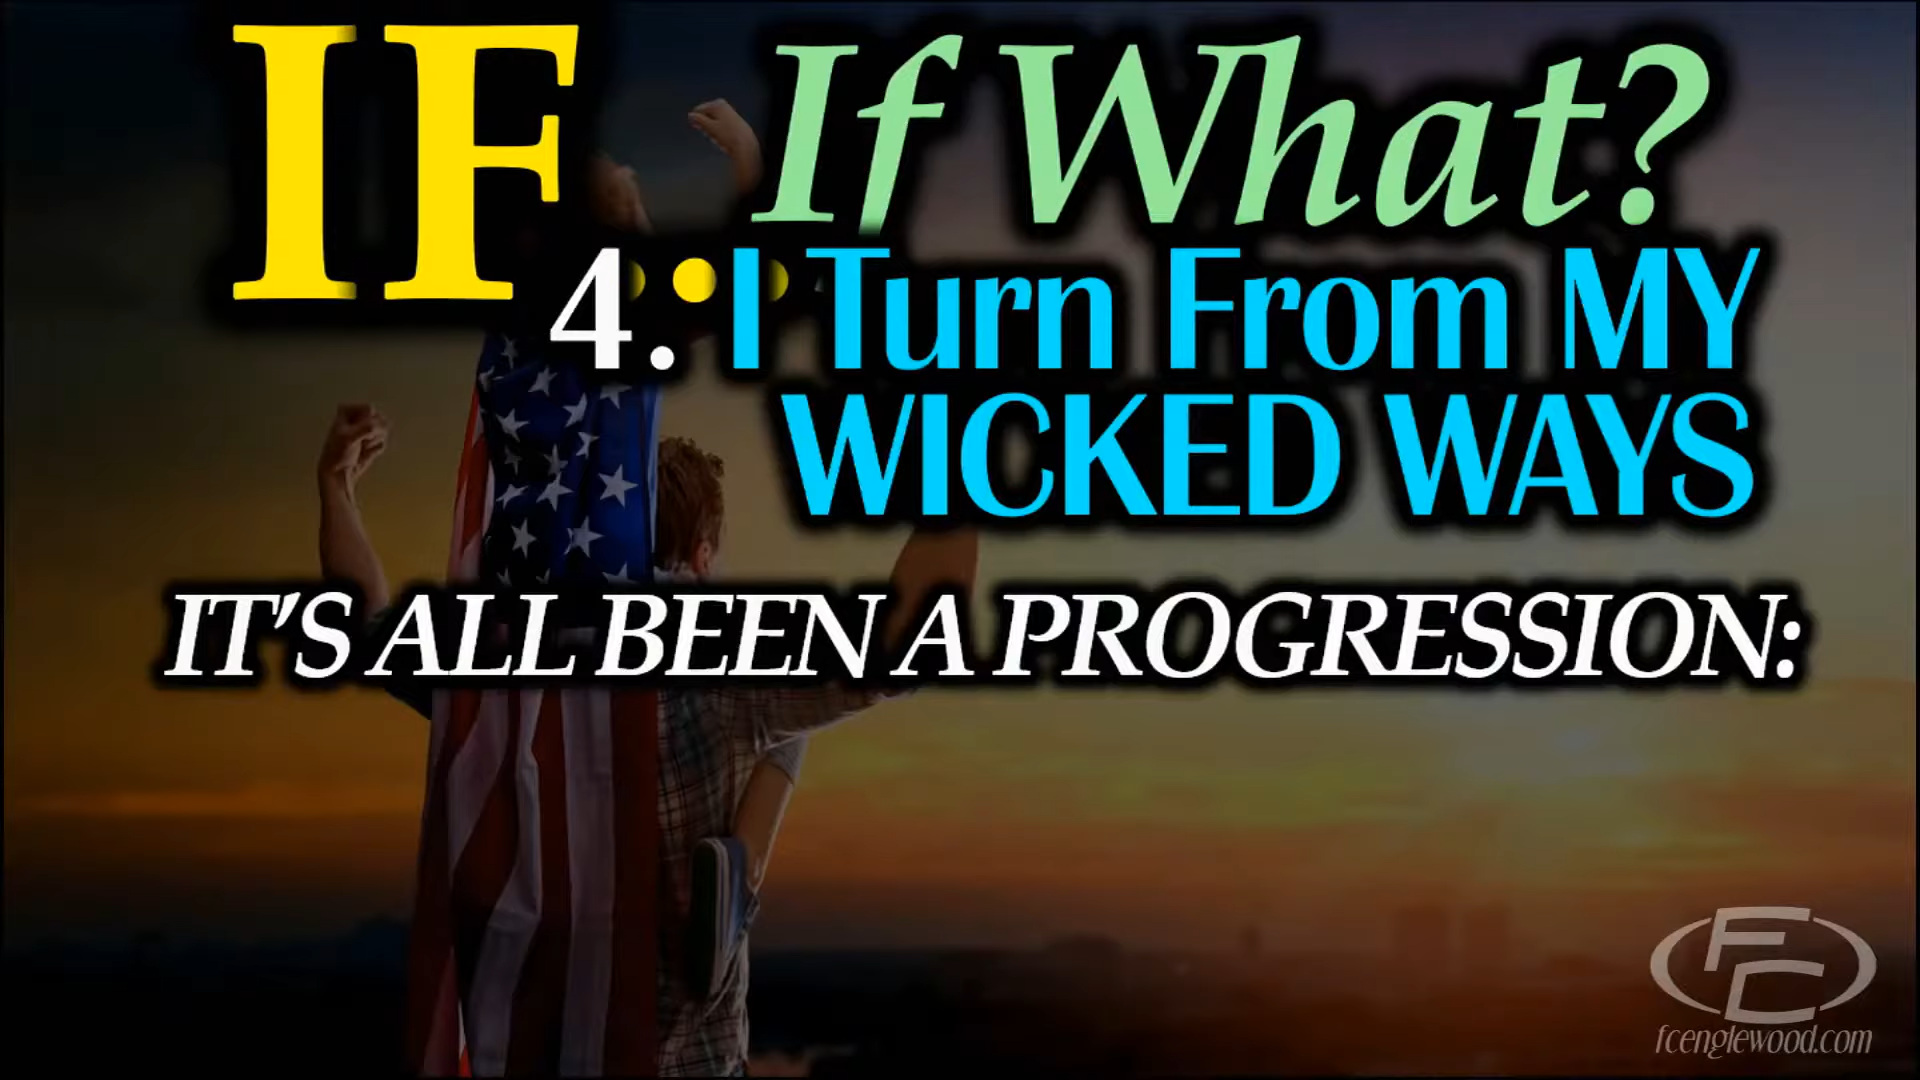 IF...
If What?
4. I Turn From MY
WICKED WAYS
IT'S ALL BEEN A PROGRESSION:
FC
fcenglewood.com